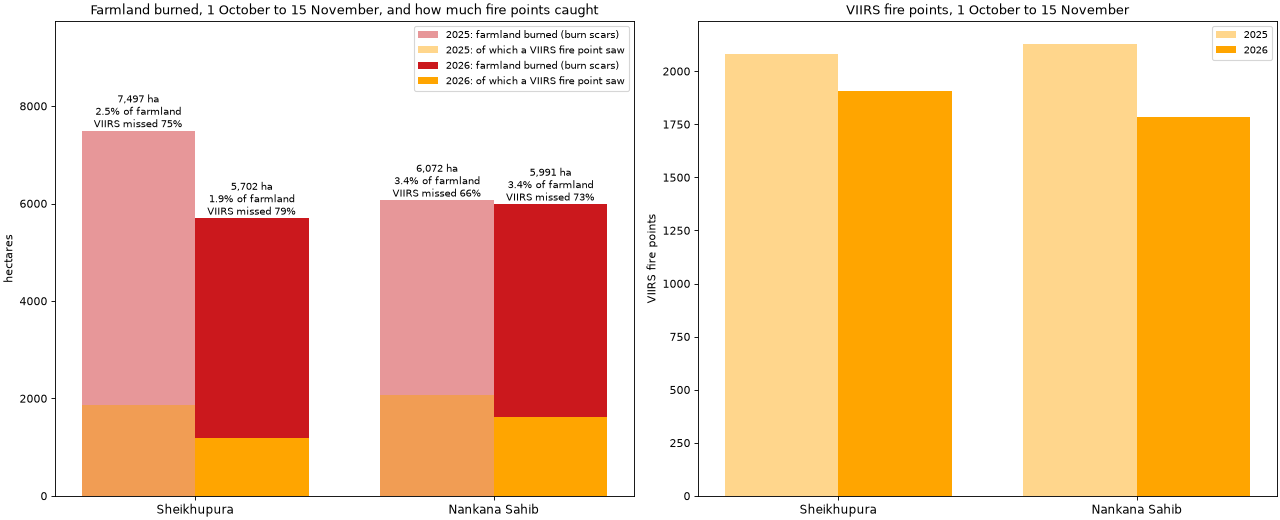 Farmland burned, 1 October to 15 November, and how much fire points caught
2025: farmland burned (burn scars)
2025: of which a VIIRS fire point saw
2026: farmland burned (burn scars)
2026: of which a VIIRS fire point saw
7,497 ha
2.5% of farmland
VIIRS missed 75%
5,702 ha
1.9% of farmland
VIIRS missed 79%
6,072 ha
3.4% of farmland
VIIRS missed 66%
5,991 ha
3.4% of farmland
VIIRS missed 73%
hectares
8000
6000
4000
2000
0
Sheikhupura
Nankana Sahib
VIIRS fire points, 1 October to 15 November
2025
2026
VIIRS fire points
2000
1750
1500
1250
1000
750
500
250
0
Sheikhupura
Nankana Sahib